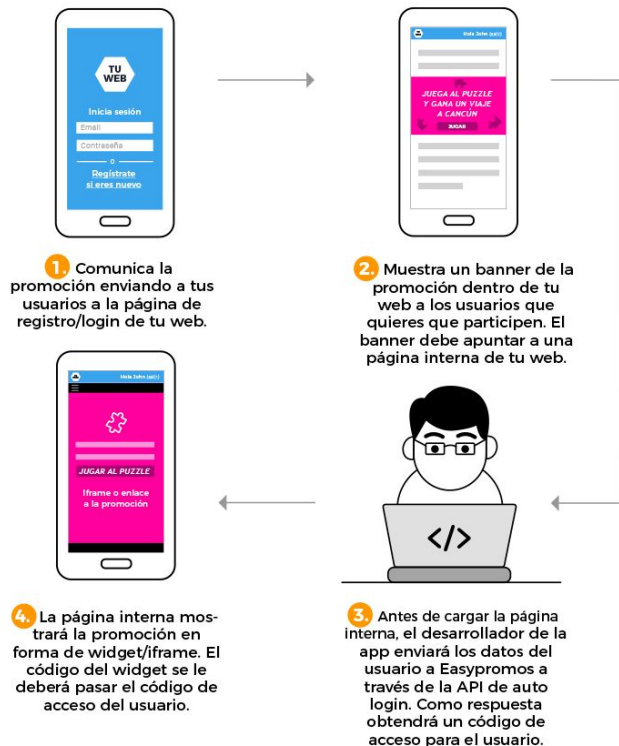 TU
WEB
Inicia sesión
Email
Contraseña
o
Regístrate
si eres nuevo
1. Comunica la
promoción enviando a tus
usuarios a la página de
registro/login de tu web.
Hola John (salir)
JUEGA AL PUZZLE
Y GANA UN VIAJE
A CANCÚN
JUGAR
2. Muestra un banner de la
promoción dentro de tu
web a los usuarios que
quieres que participen. El
banner debe apuntar a una
página interna de tu web.
</>
3. Antes de cargar la página
interna, el desarrollador de la
app enviará los datos del
usuario a Easypromos a
través de la API de auto
login. Como respuesta
obtendrá un código de
acceso para el usuario.
Hola John (salir)
JUGAR AL PUZZLE
Iframe o enlace
a la promoción
4. La página interna mos-
trará la promoción en
forma de widget/iframe. El
código del widget se le
deberá pasar el código de
acceso del usuario.